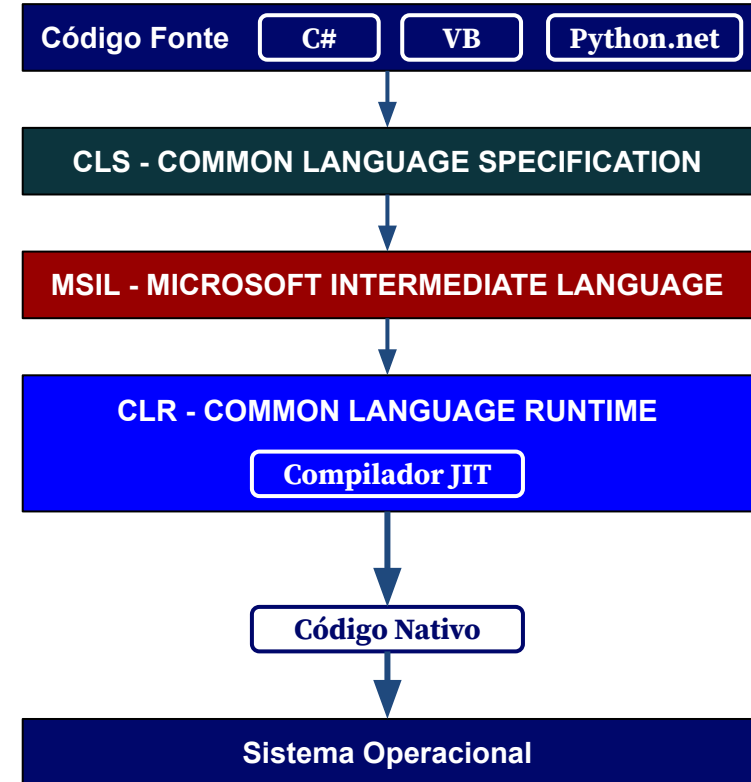 Código Fonte C# VB Python.net
CLS - COMMON LANGUAGE SPECIFICATION
MSIL - MICROSOFT INTERMEDIATE LANGUAGE
CLR - COMMON LANGUAGE RUNTIME
Compilador JIT
Código Nativo
Sistema Operacional